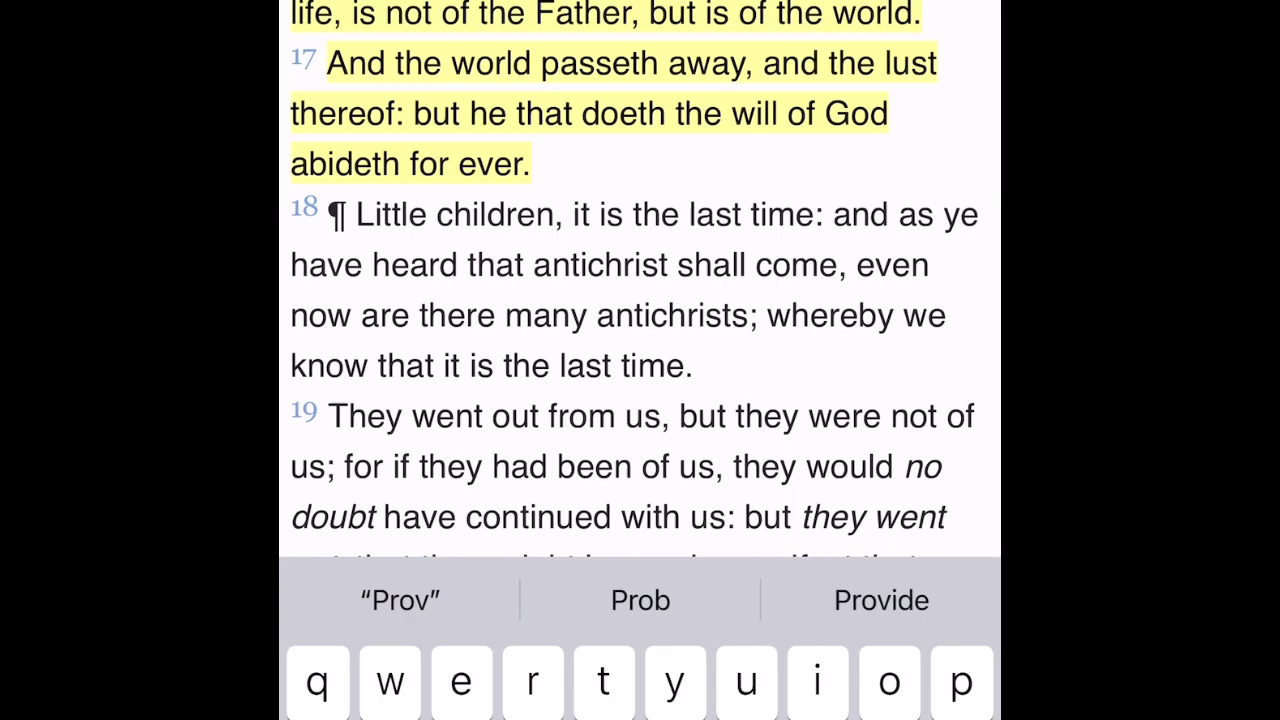 life, is not of the Father, but is of the world.
17 And the world passeth away, and the lust
thereof: but he that doeth the will of God
abideth for ever.
18 ¶ Little children, it is the last time: and as ye
have heard that antichrist shall come, even
now are there many antichrists; whereby we
know that it is the last time.
19 They went out from us, but they were not of
us; for if they had been of us, they would no
doubt have continued with us: but they went
“Prov” Prob Provide
q w e r t y u i o p